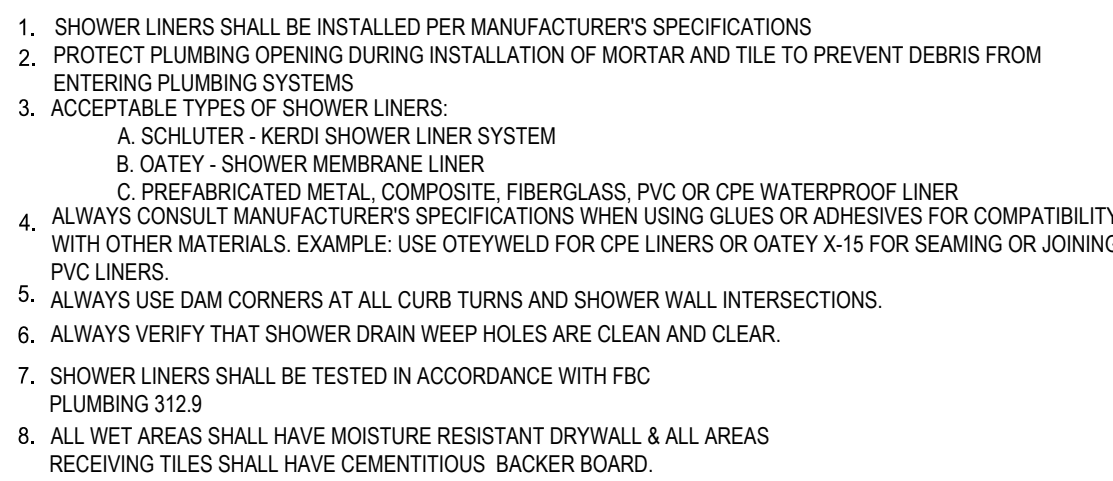 1. SHOWER LINERS SHALL BE INSTALLED PER MANUFACTURER'S SPECIFICATIONS
2. PROTECT PLUMBING OPENING DURING INSTALLATION OF MORTAR AND TILE TO PREVENT DEBRIS FROM
ENTERING PLUMBING SYSTEMS
3. ACCEPTABLE TYPES OF SHOWER LINERS:
A. SCHLUTER - KERDI SHOWER LINER SYSTEM
B. OATEY - SHOWER MEMBRANE LINER
C. PREFABRICATED METAL, COMPOSITE, FIBERGLASS, PVC OR CPE WATERPROOF LINER
4. ALWAYS CONSULT MANUFACTURER'S SPECIFICATIONS WHEN USING GLUES OR ADHESIVES FOR COMPATIBILITY
WITH OTHER MATERIALS. EXAMPLE: USE OTEYWELD FOR CPE LINERS OR OATEY X-15 FOR SEAMING OR JOINING
PVC LINERS.
5. ALWAYS USE DAM CORNERS AT ALL CURB TURNS AND SHOWER WALL INTERSECTIONS.
6. ALWAYS VERIFY THAT SHOWER DRAIN WEEP HOLES ARE CLEAN AND CLEAR.
7. SHOWER LINERS SHALL BE TESTED IN ACCORDANCE WITH FBC
PLUMBING 312.9
8. ALL WET AREAS SHALL HAVE MOISTURE RESISTANT DRYWALL & ALL AREAS
RECEIVING TILES SHALL HAVE CEMENTITIOUS BACKER BOARD.